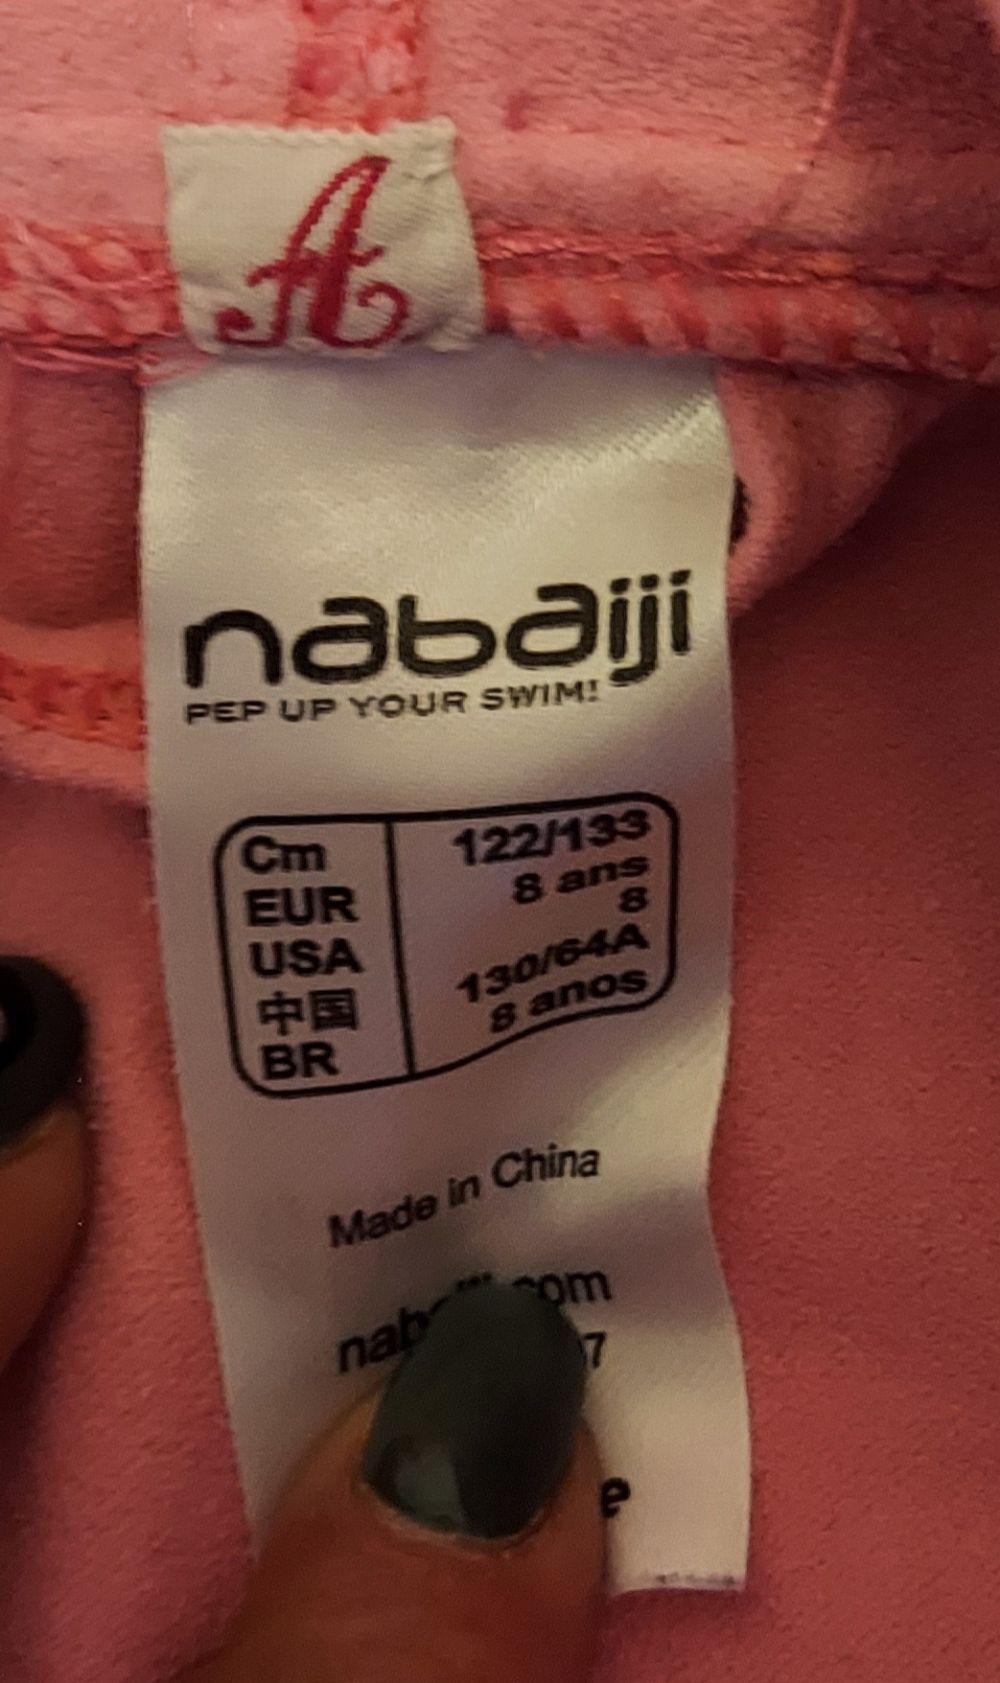 A
nabaiji
PEP UP YOUR SWIM!
Cm 122/133
EUR 8 ans
USA 8
中国 130/64A
BR 8 anos
Made in China